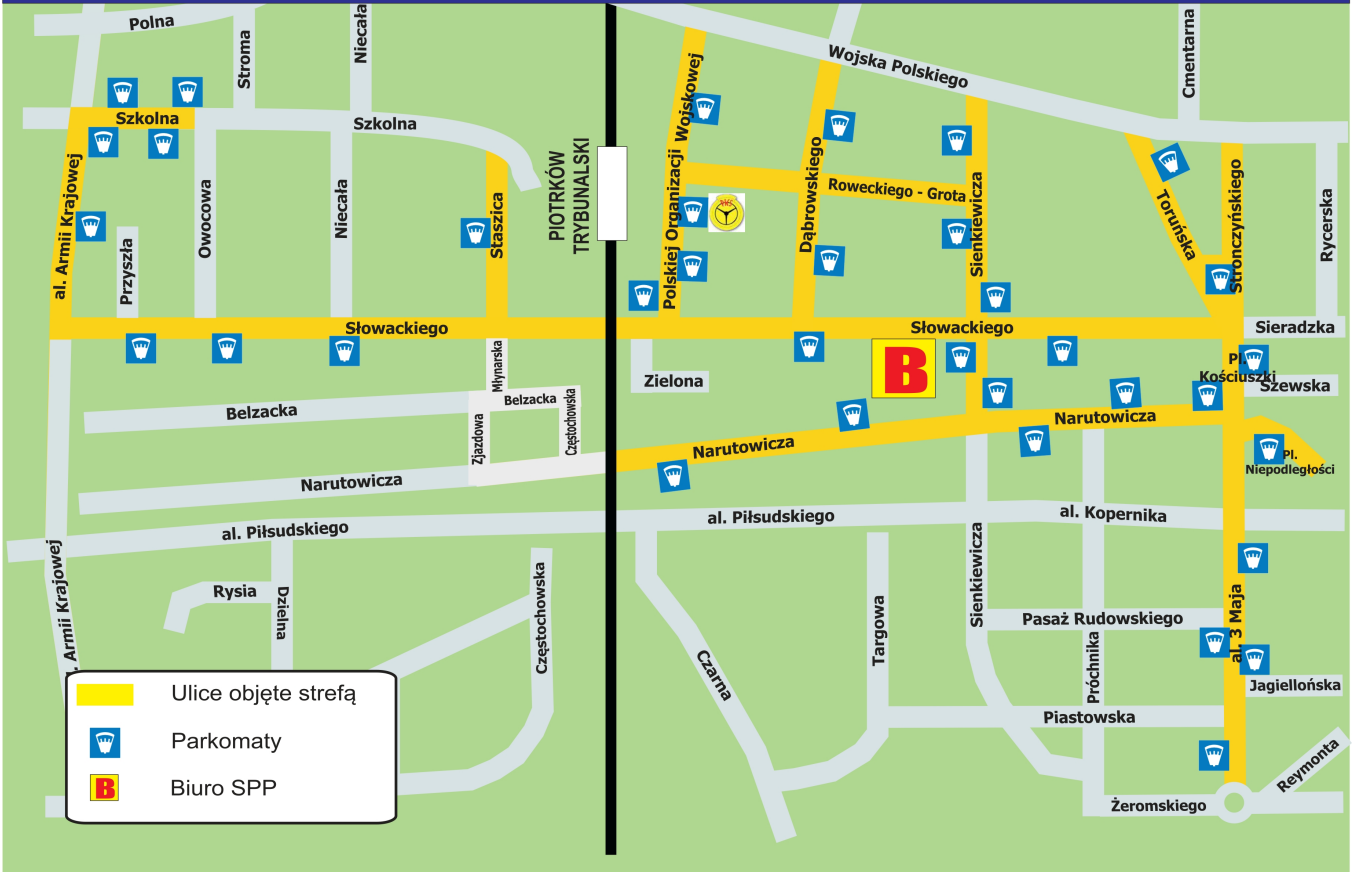 Polna
Stroma
Niecała
Wojska Polskiego
Cmentarna
Szkolna
Szkolna
al. Armii Krajowej
Przyszła
Owocowa
Niecała
Staszica
PIOTRKÓW
TRYBUNALSKI
Polskiej Organizacji Wojskowej
Dąbrowskiego
Roweckiego - Grota
Sienkiewicza
Toruńska
Stronczyńskiego
Rycerska
Słowackiego
Słowackiego
Sieradzka
Młynarska
Zielona
B
Pl.
Kościuszki
Szewska
Belzacka
Belzacka
Zjazdowa
Częstochowska
Narutowicza
Narutowicza
Narutowicza
Pl.
Niepodległości
al. Piłsudskiego
al. Piłsudskiego
al. Kopernika
al. Armii Krajowej
Rysia
Dzielna
Częstochowska
Czarna
Targowa
Sienkiewicza
Pasaż Rudowskiego
Próchnika
al. 3 Maja
Jagiellońska
Piastowska
Reymonta
Żeromskiego
Ulice objęte strefą
Parkomaty
B
Biuro SPP